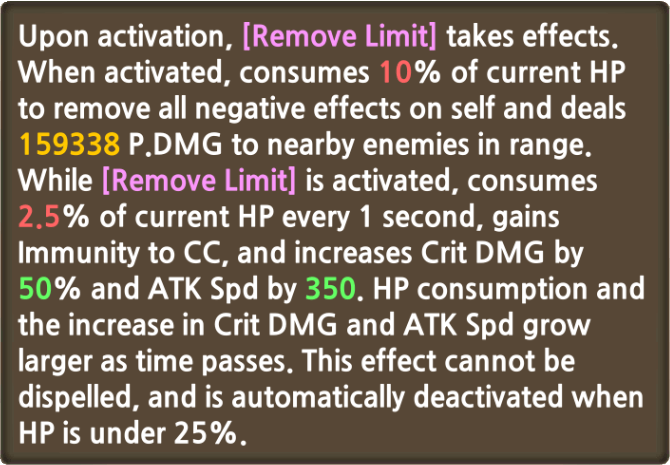 Upon activation, [Remove Limit] takes effects.
When activated, consumes 10% of current HP
to remove all negative effects on self and deals
159338 P.DMG to nearby enemies in range.
While [Remove Limit] is activated, consumes
2.5% of current HP every 1 second, gains
Immunity to CC, and increases Crit DMG by
50% and ATK Spd by 350. HP consumption and
the increase in Crit DMG and ATK Spd grow
larger as time passes. This effect cannot be
dispelled, and is automatically deactivated when
HP is under 25%.